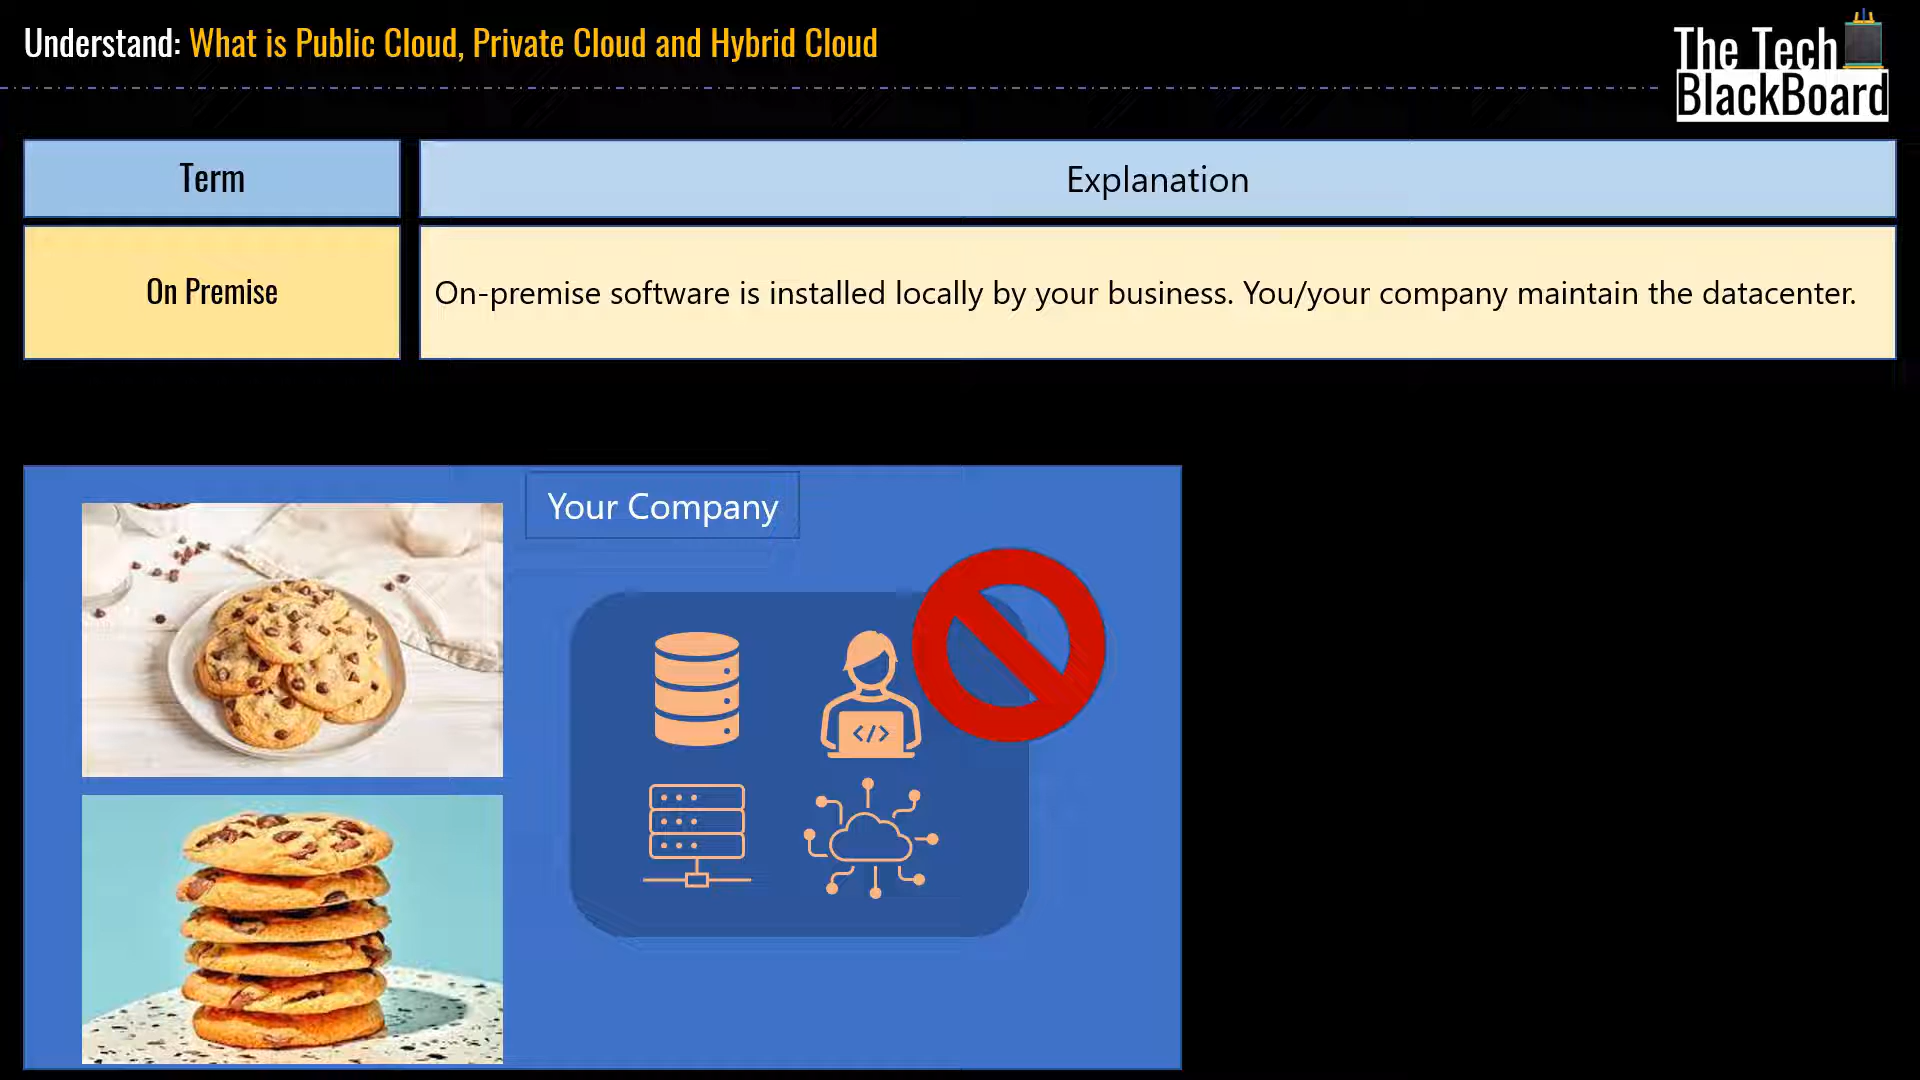 Understand: What is Public Cloud, Private Cloud and Hybrid Cloud
The Tech
BlackBoard
Term
Explanation
On Premise
On-premise software is installed locally by your business. You/your company maintain the datacenter.
Your Company
</>